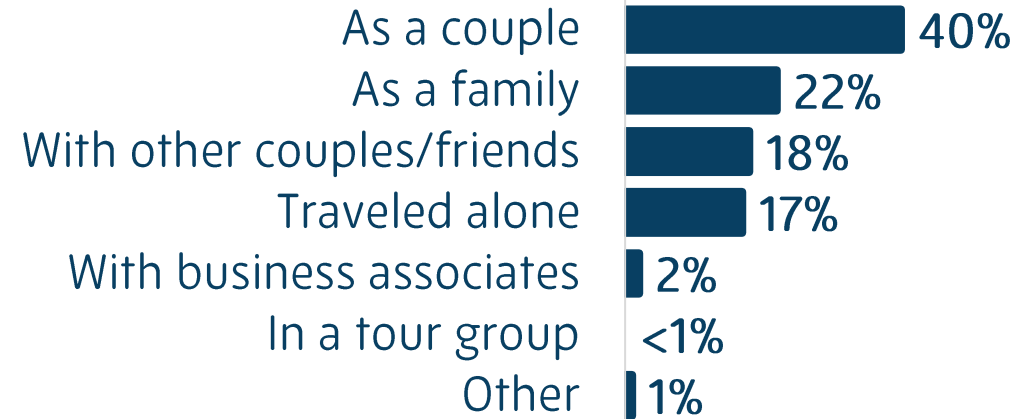 As a couple 40%
As a family 22%
With other couples/friends 18%
Traveled alone 17%
With business associates 2%
In a tour group <1%
Other 1%